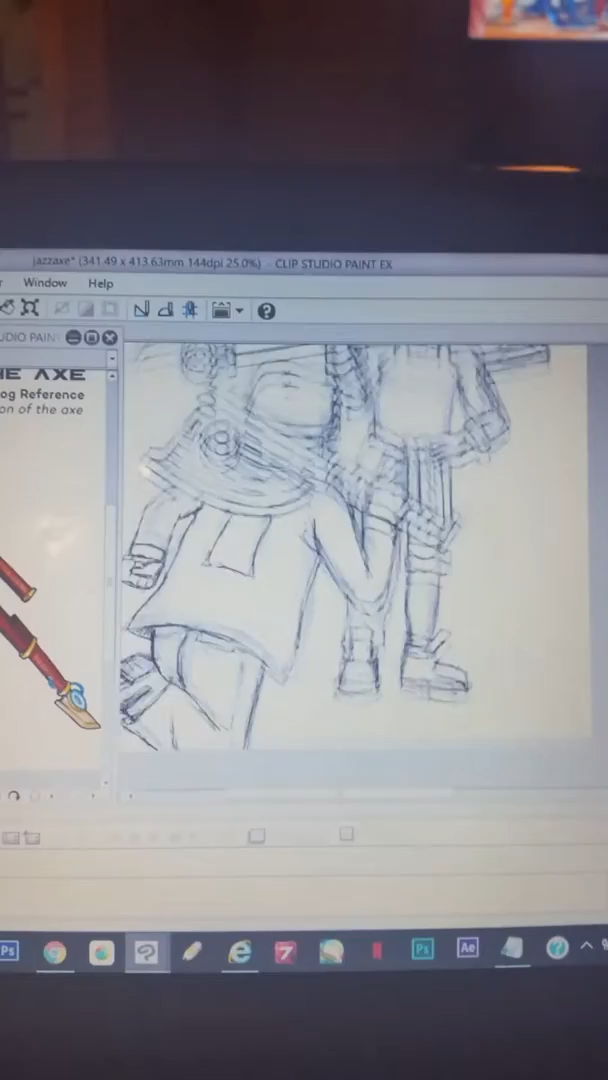 jazzaxe* (341.49 x 413.63mm 144dpi 25.0%) - CLIP STUDIO PAINT EX
Window Help
UDIO PAIN
HE AXE
og Reference
on of the axe
Ps
7
Ps
Ae